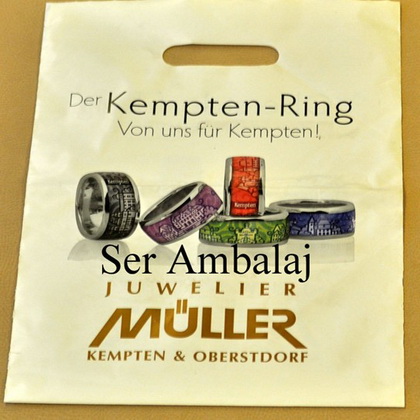 Der Kempten-Ring
Von uns für Kempten!
Kempten
Ser Ambalaj
JUWELIER
MÜLLER
KEMPTEN & OBERSTDORF